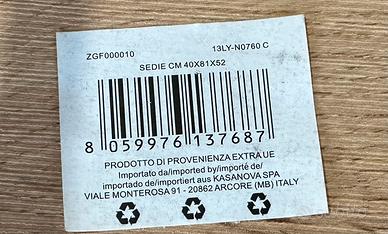 ZGF000010 13LY-N0760 C
SEDIE CM 40X81X52
8 059976 137687
PRODOTTO DI PROVENIENZA EXTRA UE
Importato da/imported by/importé de/
importado de/importiert aus KASANOVA SPA
VIALE MONTEROSA 91 - 20862 ARCORE (MB) ITALY